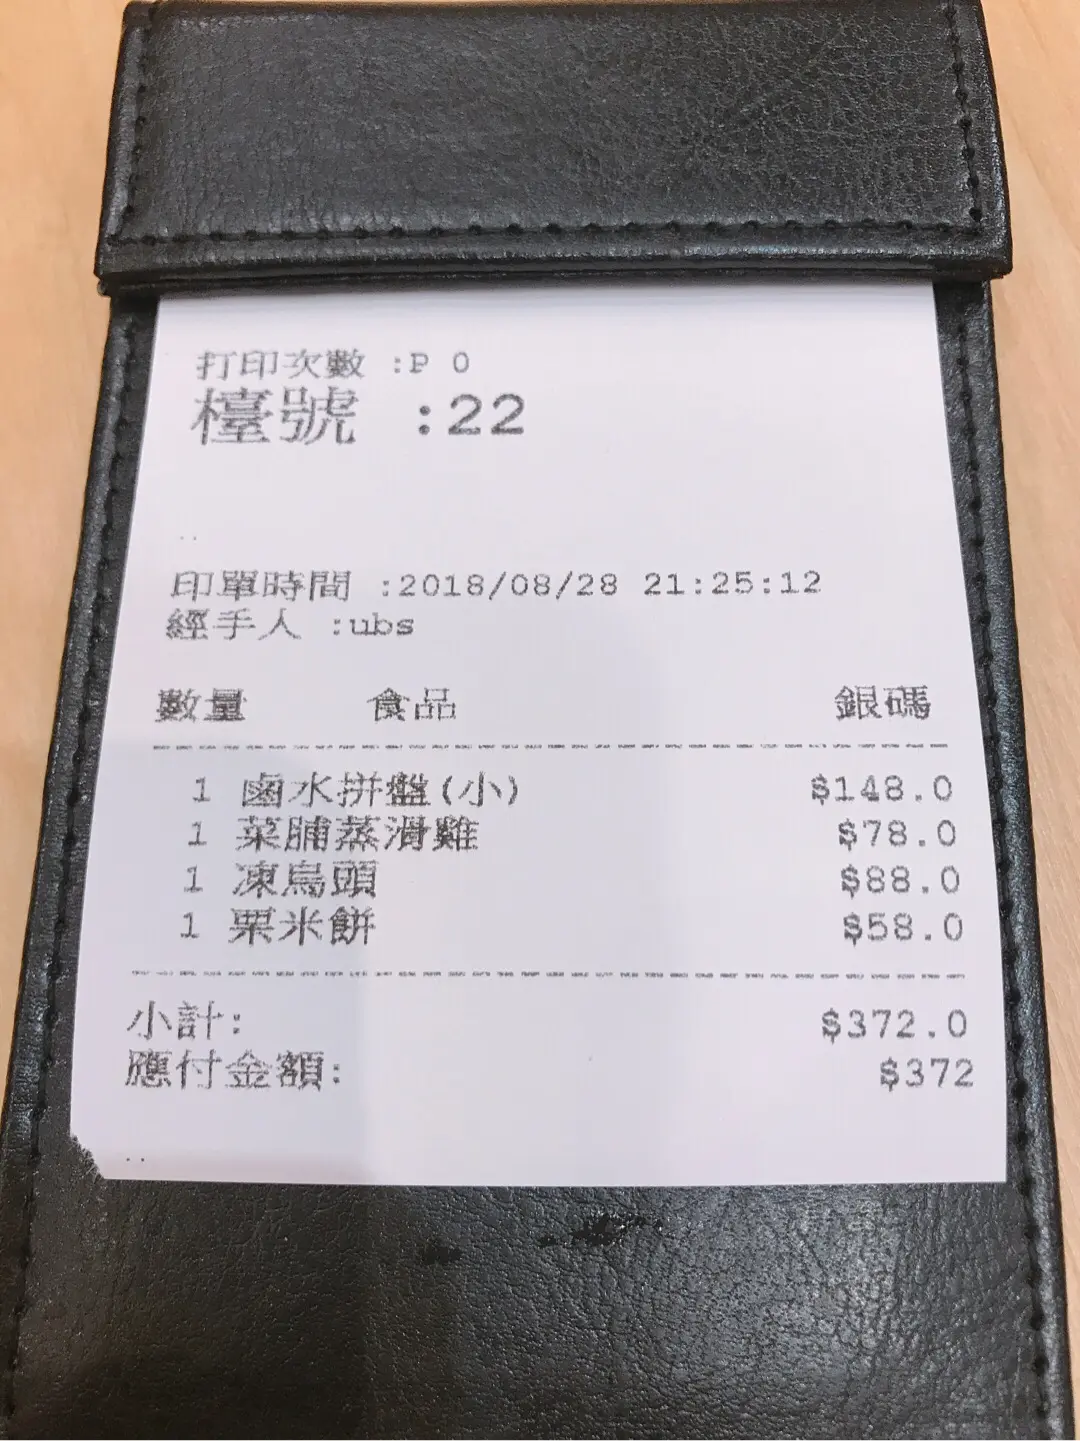 打印次數 :P 0
檯號 :22
印單時間 :2018/08/28 21:25:12
經手人 :ubs
數量 食品 銀碼
1 鹵水拼盤(小) $148.0
1 菜脯蒸滑雞 $78.0
1 凍烏頭 $88.0
1 粟米餅 $58.0
小計: $372.0
應付金額: $372